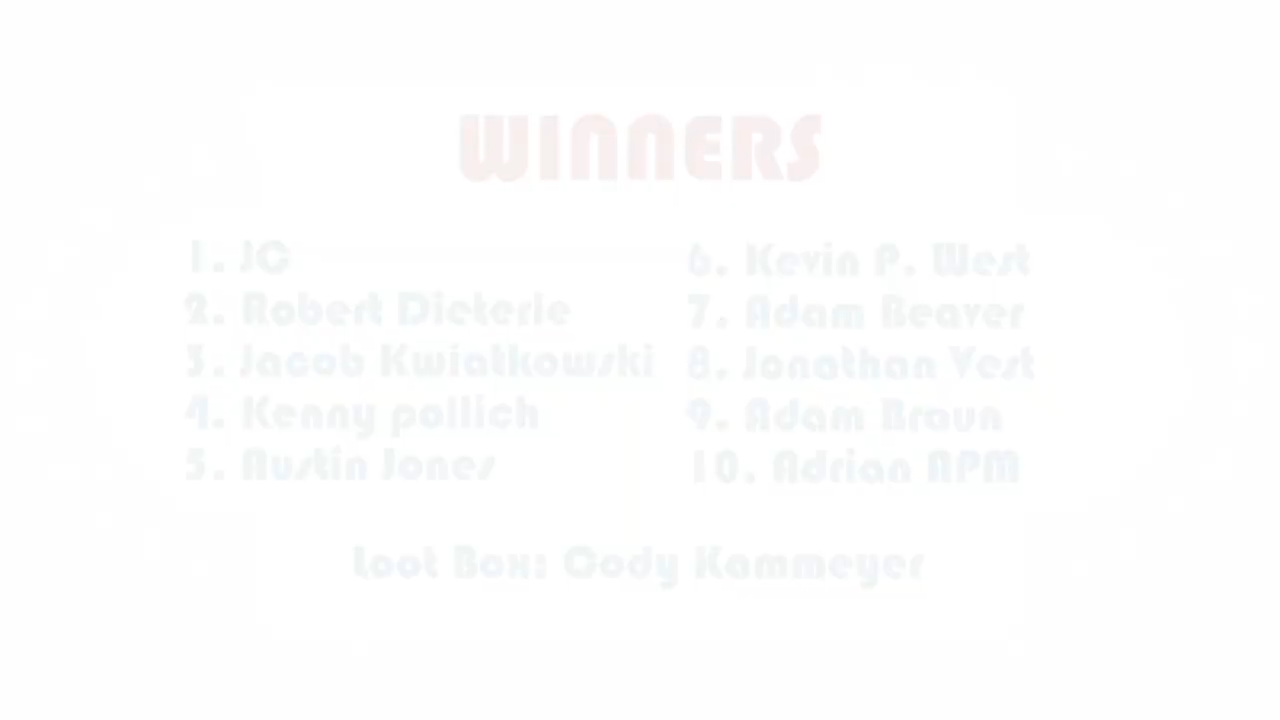 WINNERS
1. JC
2. Robert Dieterle
3. Jacob Kwiatkowski
4. Kenny pollich
5. Austin Jones
6. Kevin P. West
7. Adam Beaver
8. Jonathan Vest
9. Adam Braun
10. Adrian APM
Loot Box: Cody Kammeyer